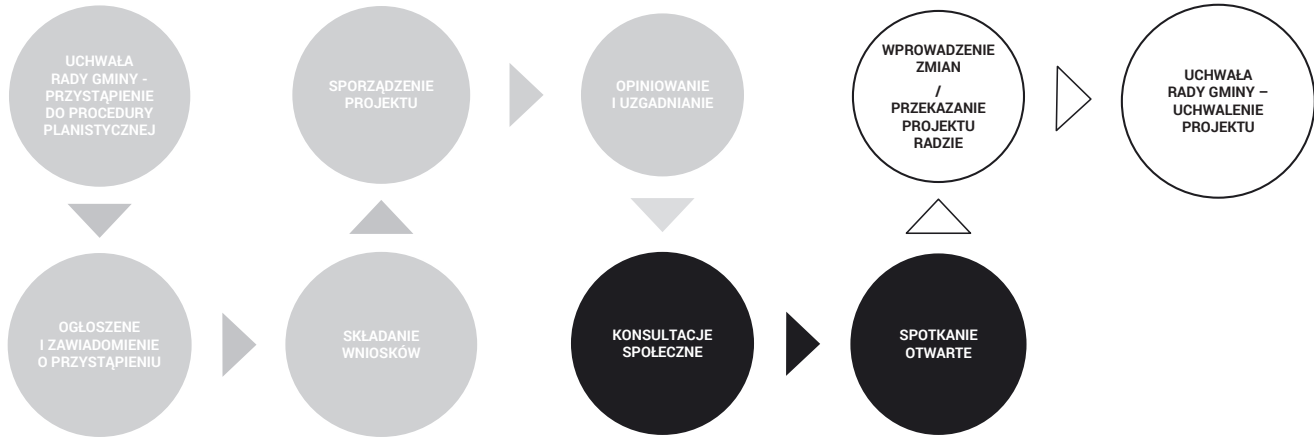 UCHWAŁA
RADY GMINY -
PRZYSTĄPIENIE
DO PROCEDURY
PLANISTYCZNEJ
OGŁOSZENE
I ZAWIADOMIENIE
O PRZYSTĄPIENIU
SKŁADANIE
WNIOSKÓW
SPORZĄDZENIE
PROJEKTU
OPINIOWANIE
I UZGADNIANIE
KONSULTACJE
SPOŁECZNE
SPOTKANIE
OTWARTE
WPROWADZENIE
ZMIAN
/
PRZEKAZANIE
PROJEKTU
RADZIE
UCHWAŁA
RADY GMINY –
UCHWALENIE
PROJEKTU